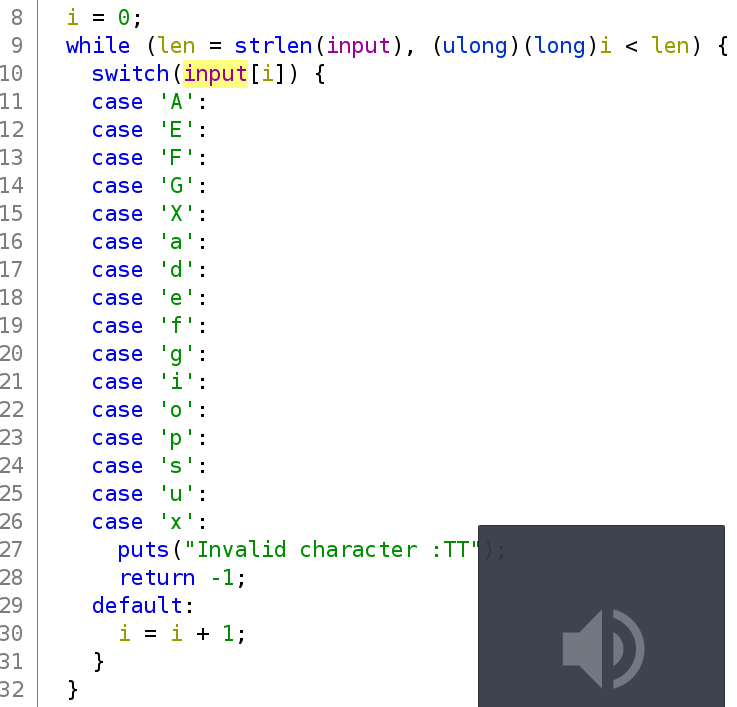 8 i = 0;
9 while (len = strlen(input), (ulong)(long)i < len) {
10 switch(input[i]) {
11 case 'A':
12 case 'E':
13 case 'F':
14 case 'G':
15 case 'X':
16 case 'a':
17 case 'd':
18 case 'e':
19 case 'f':
20 case 'g':
21 case 'i':
22 case 'o':
23 case 'p':
24 case 's':
25 case 'u':
26 case 'x':
27 puts("Invalid character :TT");
28 return -1;
29 default:
30 i = i + 1;
31 }
32 }